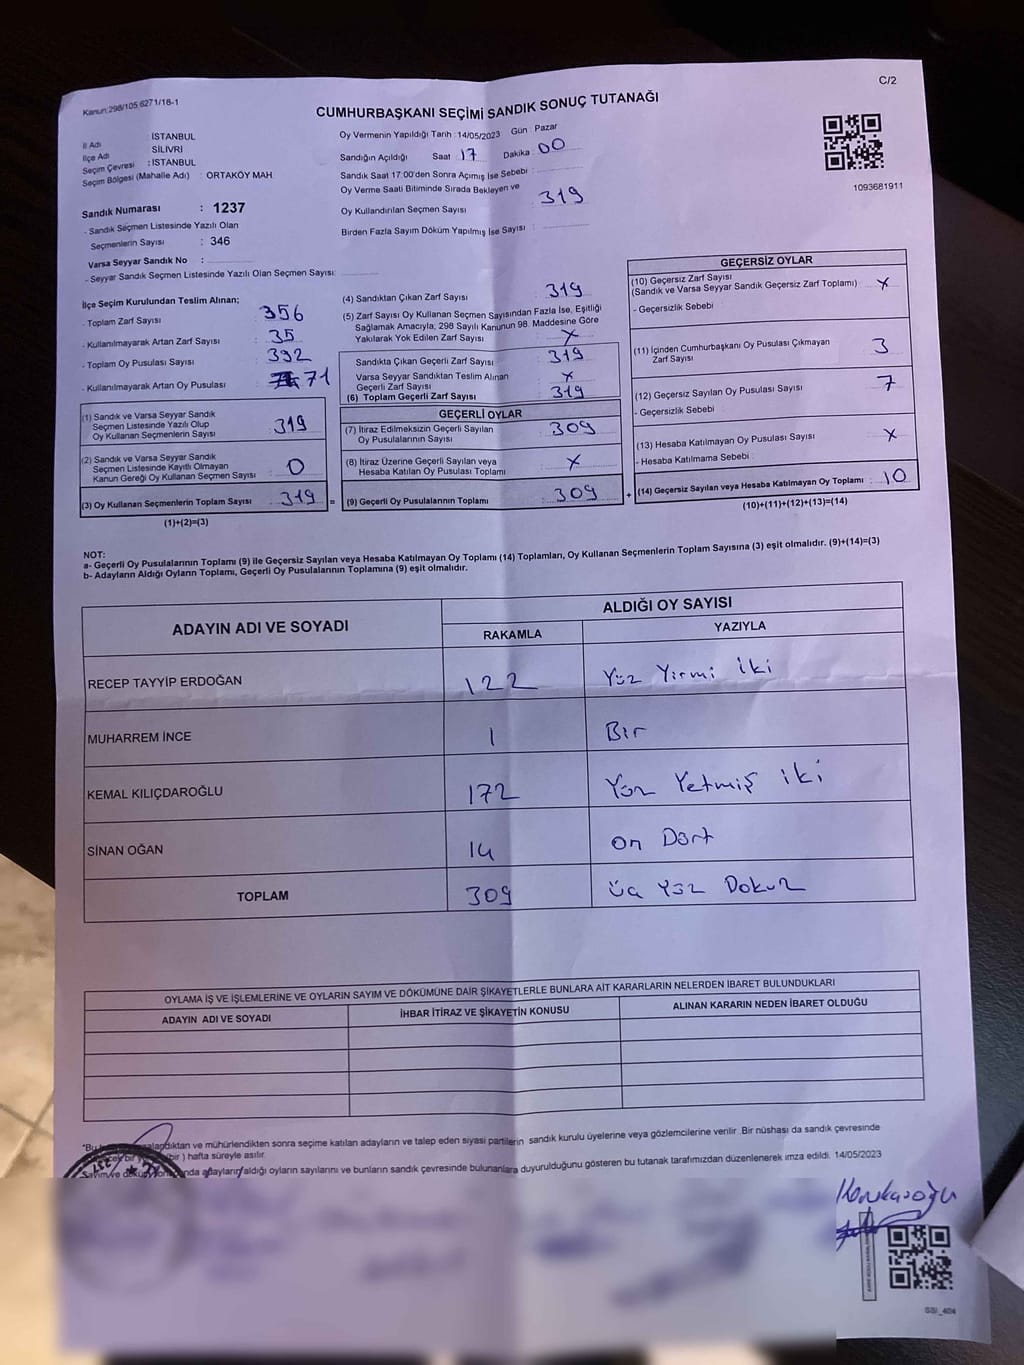 C/2
Kanun:298/105,6271/18-1
CUMHURBAŞKANI SEÇİMİ SANDIK SONUÇ TUTANAĞI
İl Adı : İSTANBUL
İlçe Adı SİLİVRİ
Seçim Çevresi : İSTANBUL
Seçim Bölgesi (Mahalle Adı) : ORTAKÖY MAH
Sandık Numarası : 1237
- Sandık Seçmen Listesinde Yazılı Olan
Seçmenlerin Sayısı : 346
Varsa Seyyar Sandık No :
- Seyyar Sandık Seçmen Listesinde Yazılı Olan Seçmen Sayısı:
Oy Vermenin Yapıldığı Tarih :14/05/2023 Gün : Pazar
Sandığın Açıldığı Saat 17 Dakika 00
Sandık Saat 17:00'den Sonra Açımış İse Sebebi :
Oy Verme Saati Bitiminde Sırada Bekleyen ve
Oy Kullandırılan Seçmen Sayısı 319
Birden Fazla Sayım Döküm Yapılmış İse Sayısı :
1093681911
İlçe Seçim Kurulundan Teslim Alınan;
- Toplam Zarf Sayısı : 356
- Kullanılmayarak Artan Zarf Sayısı : 35
- Toplam Oy Pusulası Sayısı : 392
- Kullanılmayarak Artan Oy Pusulası : 71
(1) Sandık ve Varsa Seyyar Sandık
Seçmen Listesinde Yazılı Olup
Oy Kullanan Seçmenlerin Sayısı : 319
(2) Sandık ve Varsa Seyyar Sandık
Seçmen Listesinde Kayıtlı Olmayan
Kanun Gereği Oy Kullanan Seçmen Sayısı : 0
(3) Oy Kullanan Seçmenlerin Toplam Sayısı : 319 =
(1)+(2)=(3)
(4) Sandıktan Çıkan Zarf Sayısı 319
(5) Zarf Sayısı Oy Kullanan Seçmen Sayısından Fazla İse, Eşitliği
Sağlamak Amacıyla; 298 Sayılı Kanunun 98. Maddesine Göre
Yakılarak Yok Edilen Zarf Sayısı : X
Sandıkta Çıkan Geçerli Zarf Sayısı : 319
Varsa Seyyar Sandıktan Teslim Alınan
Geçerli Zarf Sayısı : X
(6) Toplam Geçerli Zarf Sayısı : 319
GEÇERLİ OYLAR
(7) İtiraz Edilmeksizin Geçerli Sayılan
Oy Pusulalarının Sayısı : 309
(8) İtiraz Üzerine Geçerli Sayılan veya
Hesaba Katılan Oy Pusulası Toplamı : X
(9) Geçerli Oy Pusulalarının Toplamı : 309 +
GEÇERSİZ OYLAR
(10) Geçersiz Zarf Sayısı
(Sandık ve Varsa Seyyar Sandık Geçersiz Zarf Toplamı) : X
- Geçersizlik Sebebi :
(11) İçinden Cumhurbaşkanı Oy Pusulası Çıkmayan
Zarf Sayısı 3
(12) Geçersiz Sayılan Oy Pusulası Sayısı : 7
- Geçersizlik Sebebi
(13) Hesaba Katılmayan Oy Pusulası Sayısı : X
- Hesaba Katılmama Sebebi :
(14) Geçersiz Sayılan veya Hesaba Katılmayan Oy Toplamı : 10
(10)+(11)+(12)+(13)=(14)
NOT:
a- Geçerli Oy Pusulalarının Toplamı (9) ile Geçersiz Sayılan veya Hesaba Katılmayan Oy Toplamı (14) Toplamları, Oy Kullanan Seçmenlerin Toplam Sayısına (3) eşit olmalıdır. (9)+(14)=(3)
b- Adayların Aldığı Oyların Toplamı, Geçerli Oy Pusulalarının Toplamına (9) eşit olmalıdır.
ADAYIN ADI VE SOYADI
ALDIĞI OY SAYISI
RAKAMLA YAZIYLA
RECEP TAYYİP ERDOĞAN 122 Yüz Yirmi iki
MUHARREM İNCE 1 Bir
KEMAL KILIÇDAROĞLU 172 Yüz Yetmiş iki
SİNAN OĞAN 14 on Dört
TOPLAM 309 üç Yüz Dokuz
OYLAMA İŞ VE İŞLEMLERİNE VE OYLARIN SAYIM VE DÖKÜMÜNE DAİR ŞİKAYETLERLE BUNLARA AİT KARARLARIN NELERDEN İBARET BULUNDUKLARI
ADAYIN ADI VE SOYADI İHBAR İTİRAZ VE ŞİKAYETİN KONUSU ALINAN KARARIN NEDEN İBARET OLDUĞU
sonra seçime katılan adayların ve talep eden siyasi partilerin sandık kurulu üyelerine veya gözlemcilerine verilir. Bir nüshası da sandık çevresinde
hafta süreyle asılır.
adayların aldığı oyların sayılarını ve bunların sandık çevresinde bulunanlara duyurulduğunu gösteren bu tutanak tarafımızdan düzenlenerek imza edildi. 14/05/2023
SSI_404